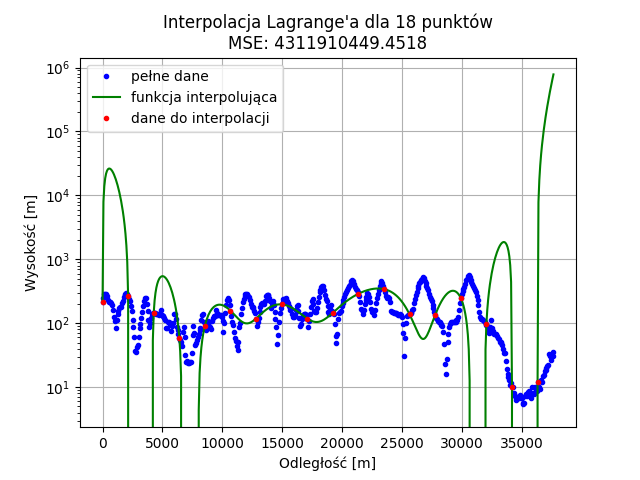 Interpolacja Lagrange'a dla 18 punktów
MSE: 4311910449.4518
pełne dane
funkcja interpolująca
dane do interpolacji
Wysokość [m]
10⁶
10⁵
10⁴
10³
10²
10¹
0 5000 10000 15000 20000 25000 30000 35000
Odległość [m]